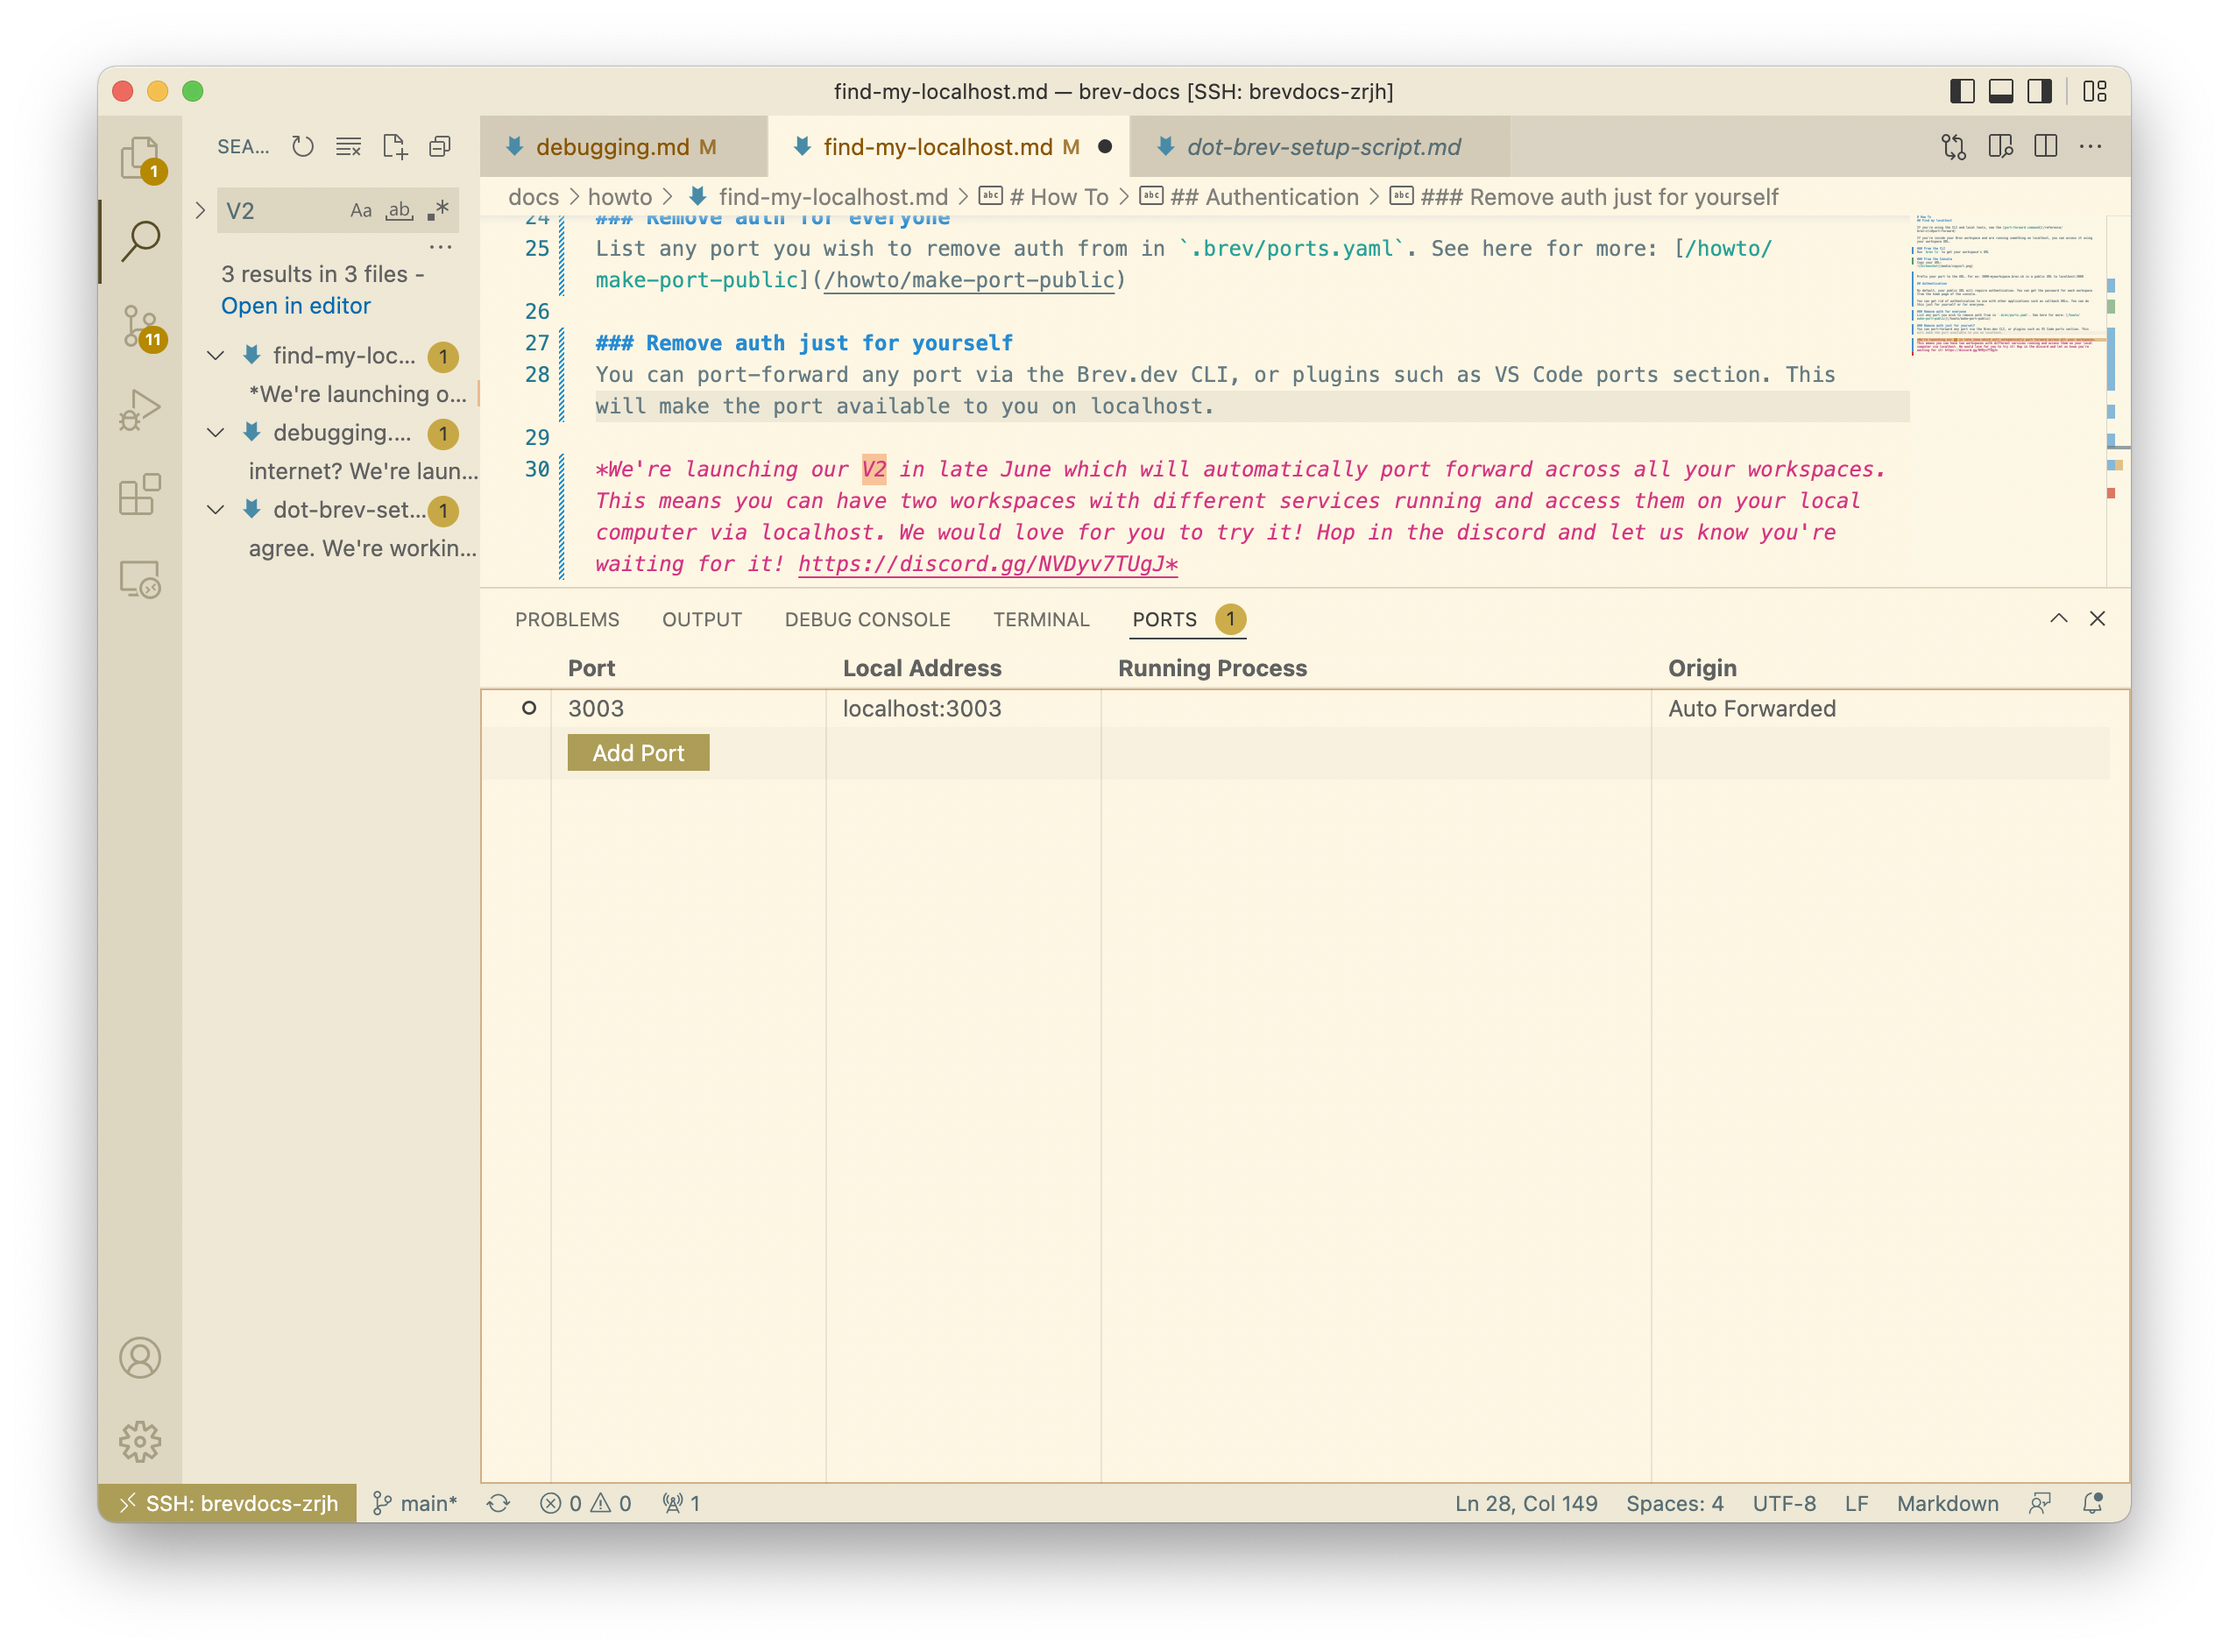 find-my-localhost.md — brev-docs [SSH: brevdocs-zrjh]
1
11
SEA...
V2
Aa ab .*
...
3 results in 3 files -
Open in editor
find-my-loc... 1
*We're launching o...
debugging.... 1
internet? We're laun...
dot-brev-set... 1
agree. We're workin...
debugging.md M
find-my-localhost.md M
dot-brev-setup-script.md
docs > howto > find-my-localhost.md > # How To > ## Authentication > ### Remove auth just for yourself
24 ### Remove auth for everyone
25 List any port you wish to remove auth from in `.brev/ports.yaml`. See here for more: [/howto/
make-port-public](/howto/make-port-public)
26
27 ### Remove auth just for yourself
28 You can port-forward any port via the Brev.dev CLI, or plugins such as VS Code ports section. This
will make the port available to you on localhost.
29
30 *We're launching our V2 in late June which will automatically port forward across all your workspaces.
This means you can have two workspaces with different services running and access them on your local
computer via localhost. We would love for you to try it! Hop in the discord and let us know you're
waiting for it! https://discord.gg/NVDyv7TUgJ*
PROBLEMS OUTPUT DEBUG CONSOLE TERMINAL PORTS 1
Port Local Address Running Process Origin
3003 localhost:3003 Auto Forwarded
Add Port
SSH: brevdocs-zrjh main* 0 0 1 Ln 28, Col 149 Spaces: 4 UTF-8 LF Markdown